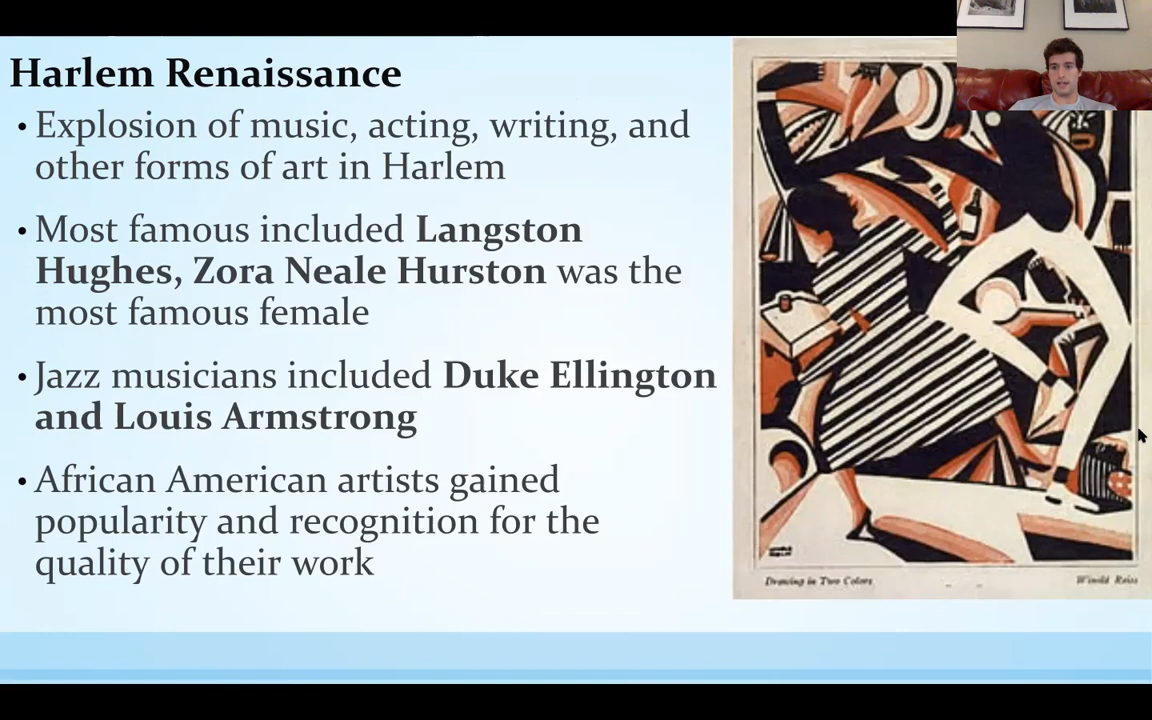 Harlem Renaissance
• Explosion of music, acting, writing, and
other forms of art in Harlem
• Most famous included Langston
Hughes, Zora Neale Hurston was the
most famous female
• Jazz musicians included Duke Ellington
and Louis Armstrong
• African American artists gained
popularity and recognition for the
quality of their work
Drawing in Two Colors
Winold Reiss